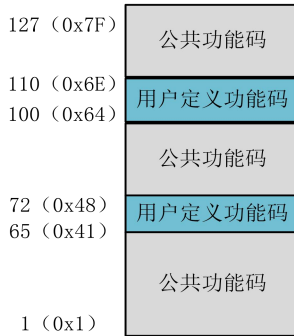 127（0x7F）
公共功能码
110（0x6E）
用户定义功能码
100（0x64）
公共功能码
72（0x48）
用户定义功能码
65（0x41）
公共功能码
1（0x1）